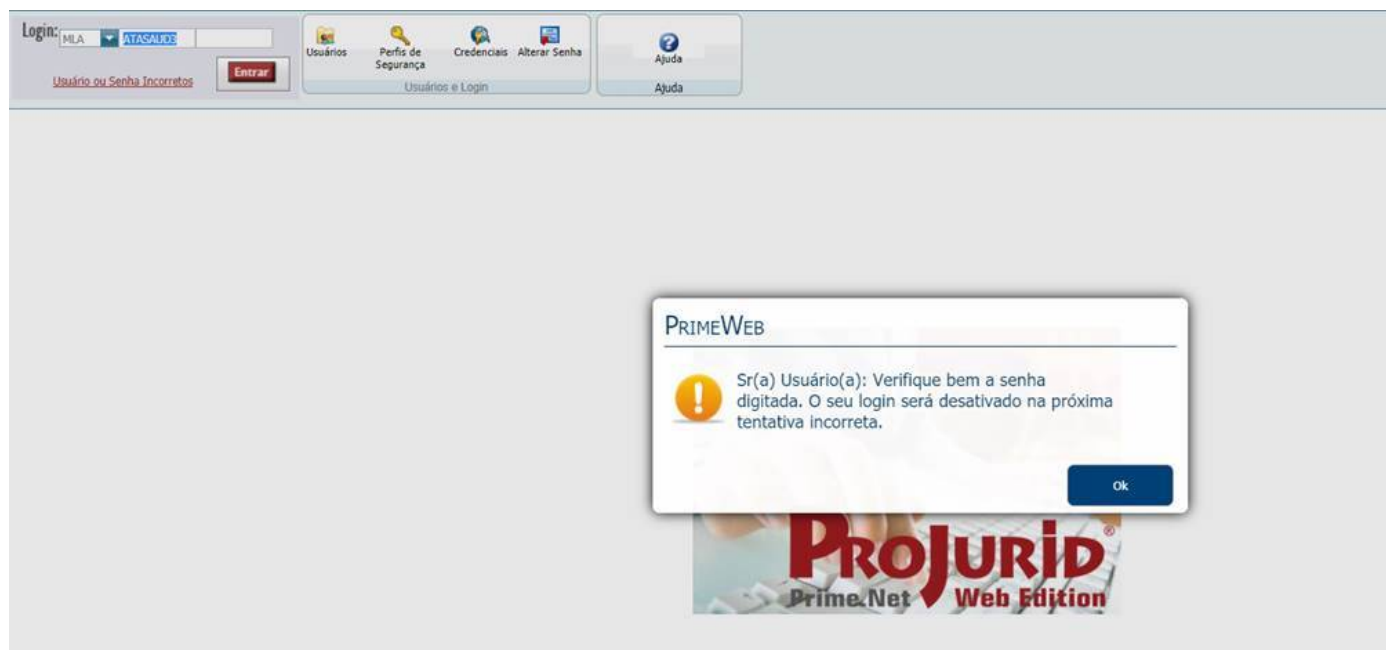 Login:
MLA
ATASAUD3
Usuário ou Senha Incorretos
Entrar
Usuários
Perfis de
Segurança
Credenciais
Alterar Senha
Usuários e Login
Ajuda
Ajuda
PRIMEWEB
Sr(a) Usuário(a): Verifique bem a senha
digitada. O seu login será desativado na próxima
tentativa incorreta.
Ok
PROJURID®
Prime.Net Web Edition